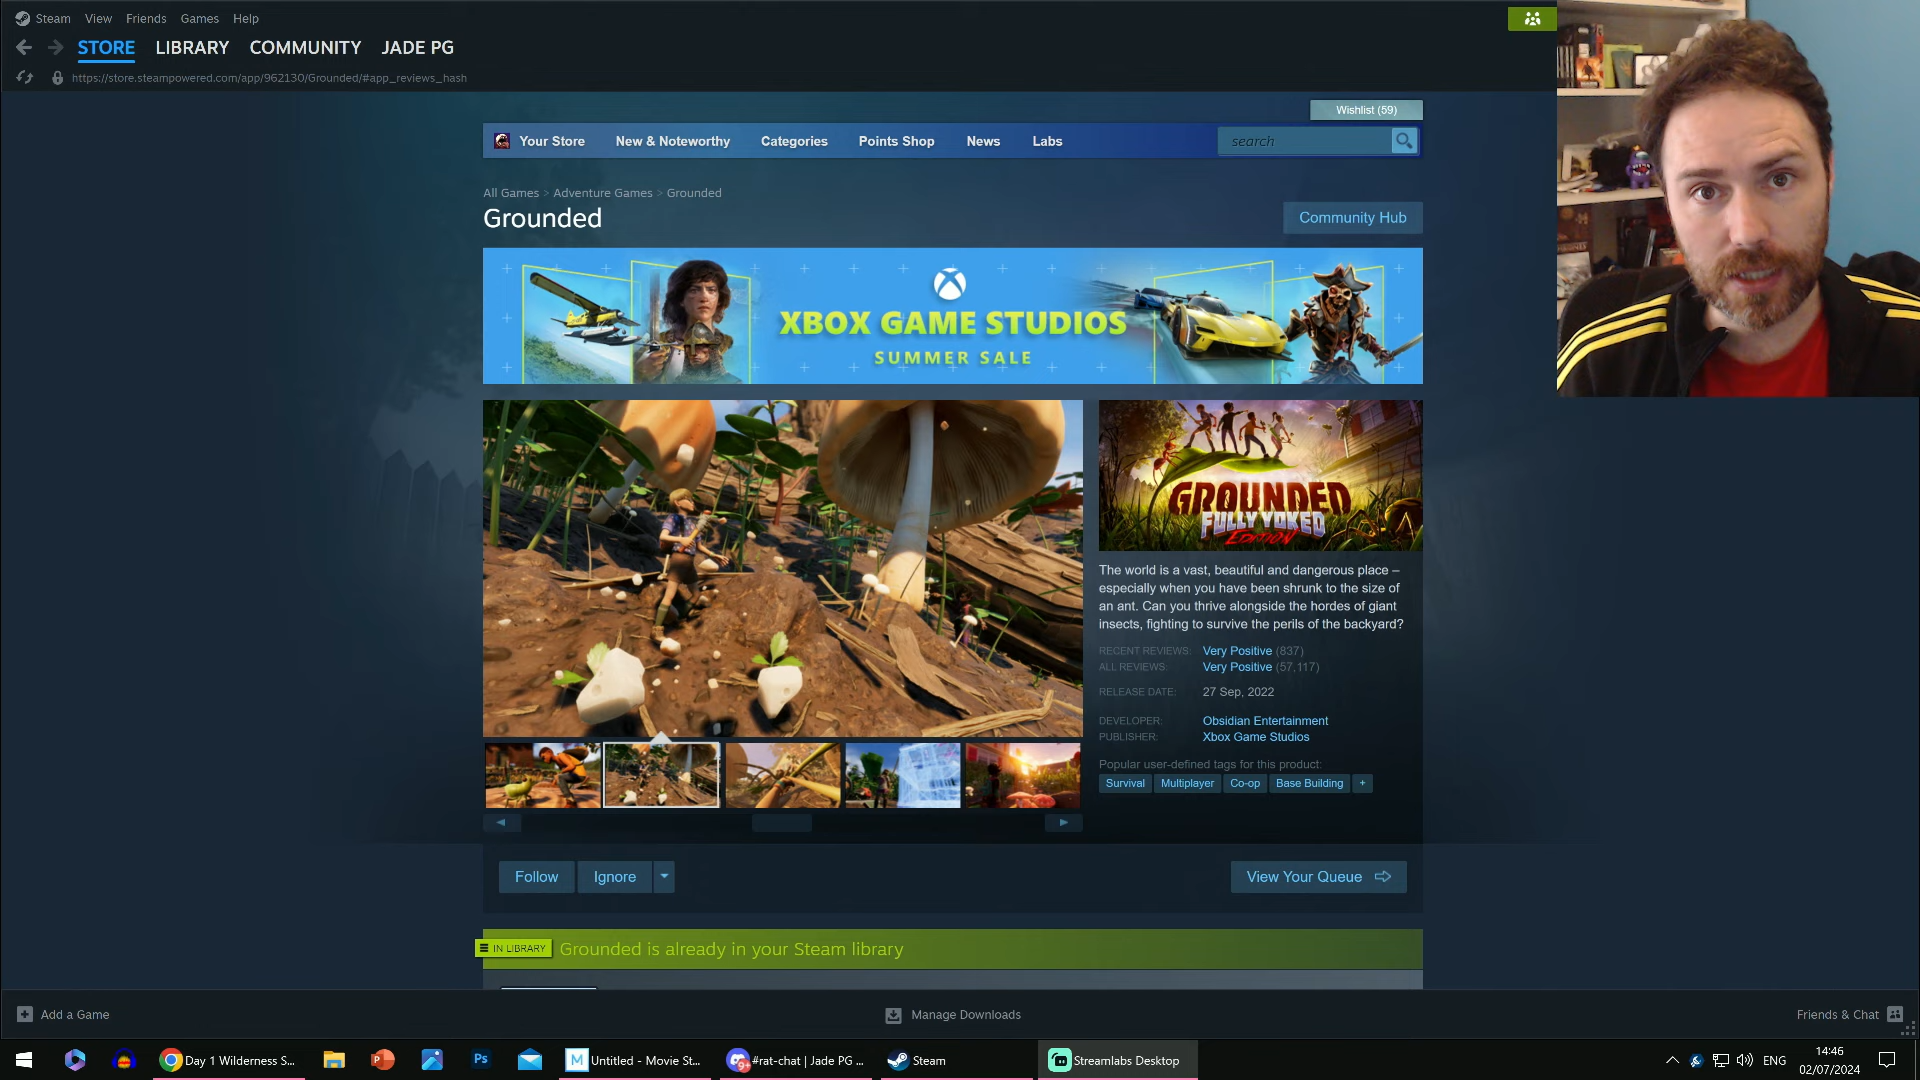 Steam View Friends Games Help
STORE LIBRARY COMMUNITY JADE PG
https://store.steampowered.com/app/962130/Grounded/#app_reviews_hash
Wishlist (59)
Your Store New & Noteworthy Categories Points Shop News Labs search
All Games > Adventure Games > Grounded
Grounded
Community Hub
XBOX GAME STUDIOS
SUMMER SALE
GROUNDED
FULLY YOKED
EDITION
The world is a vast, beautiful and dangerous place –
especially when you have been shrunk to the size of
an ant. Can you thrive alongside the hordes of giant
insects, fighting to survive the perils of the backyard?
RECENT REVIEWS: Very Positive (837)
ALL REVIEWS: Very Positive (57,117)
RELEASE DATE: 27 Sep, 2022
DEVELOPER: Obsidian Entertainment
PUBLISHER: Xbox Game Studios
Popular user-defined tags for this product:
Survival Multiplayer Co-op Base Building +
Follow Ignore View Your Queue
IN LIBRARY Grounded is already in your Steam library
Add a Game Manage Downloads Friends & Chat
Day 1 Wilderness S... Ps M Untitled - Movie St... 9+ #rat-chat | Jade PG ... Steam Streamlabs Desktop ENG 14:46
02/07/2024